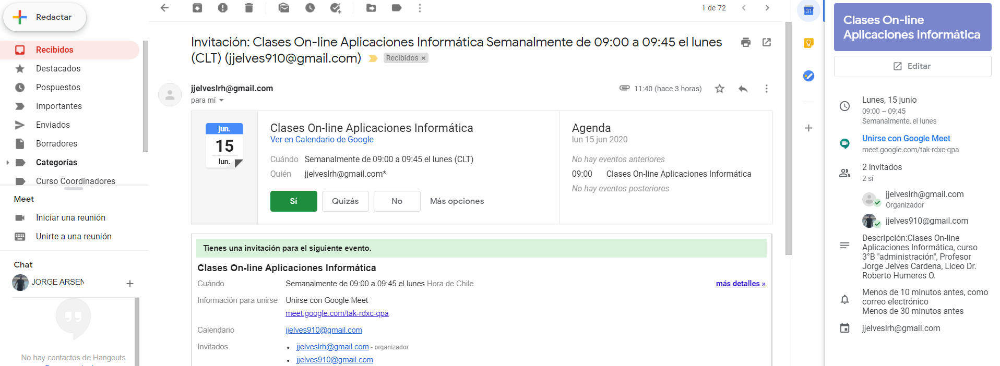 Redactar
Recibidos
Destacados
Pospuestos
Importantes
Enviados
Borradores
Categorías
Curso Coordinadores
Meet
Iniciar una reunión
Unirte a una reunión
Chat
JORGE ARSEN
No hay contactos de Hangouts
1 de 72
Invitación: Clases On-line Aplicaciones Informática Semanalmente de 09:00 a 09:45 el lunes
(CLT) (jjelves910@gmail.com)
Recibidos ×
jjelveslrh@gmail.com
11:40 (hace 3 horas)
para mí
jun.
15
lun.
Clases On-line Aplicaciones Informática
Ver en Calendario de Google
Cuándo Semanalmente de 09:00 a 09:45 el lunes (CLT)
Quién jjelveslrh@gmail.com*
Sí Quizás No Más opciones
Agenda
lun 15 jun 2020
No hay eventos anteriores
09:00 Clases On-line Aplicaciones Informática
No hay eventos posteriores
Tienes una invitación para el siguiente evento.
Clases On-line Aplicaciones Informática
Cuándo Semanalmente de 09:00 a 09:45 el lunes Hora de Chile
más detalles »
Información para unirse Unirse con Google Meet
meet.google.com/tak-rdxc-qpa
Calendario jjelves910@gmail.com
Invitados • jjelveslrh@gmail.com - organizador
• jjelves910@gmail.com
31
Clases On-line
Aplicaciones Informática
Editar
Lunes, 15 junio
09:00 – 09:45
Semanalmente, el lunes
Unirse con Google Meet
meet.google.com/tak-rdxc-qpa
2 invitados
2 sí
jjelveslrh@gmail.com
Organizador
jjelves910@gmail.com
Descripción:Clases On-line
Aplicaciones Informática, curso
3°B "administración", Profesor
Jorge Jelves Cardena, Liceo Dr.
Roberto Humeres O.
Menos de 10 minutos antes, como
correo electrónico
Menos de 30 minutos antes
jjelveslrh@gmail.com